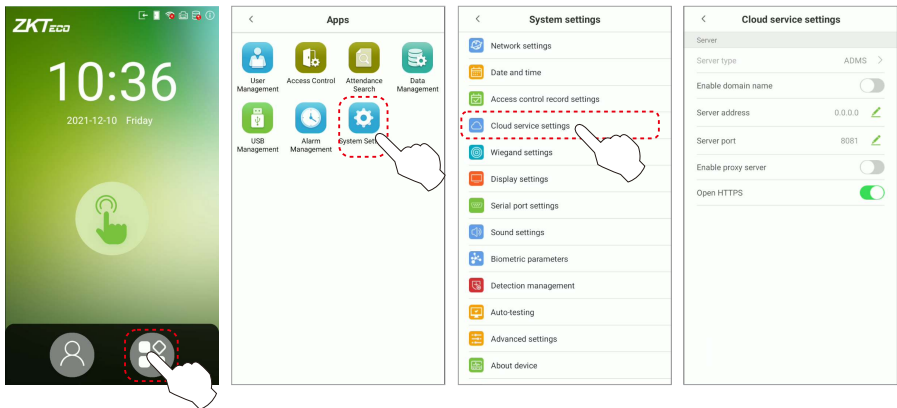 ZKTeco
10:36
2021-12-10 Friday
Apps
User
Management
Access Control
Attendance
Search
Data
Management
USB
Management
Alarm
Management
System Set
System settings
Network settings
Date and time
Access control record settings
Cloud service settings
Wiegand settings
Display settings
Serial port settings
Sound settings
Biometric parameters
Detection management
Auto-testing
Advanced settings
About device
Cloud service settings
Server
Server type ADMS
Enable domain name
Server address 0.0.0.0
Server port 8081
Enable proxy server
Open HTTPS